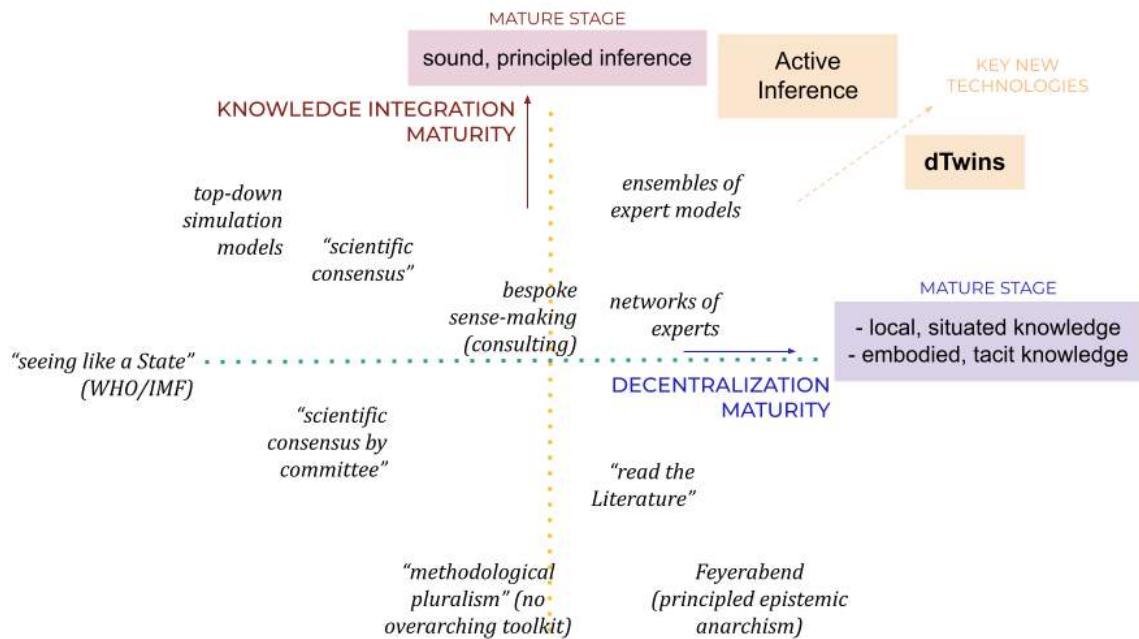 MATURE STAGE
sound, principled inference
Active
Inference
KEY NEW
TECHNOLOGIES
KNOWLEDGE INTEGRATION
MATURITY
dTwins
top-down
simulation
models
ensembles of
expert models
“scientific
consensus”
bespoke
sense-making
(consulting)
networks of
experts
MATURE STAGE
- local, situated knowledge
- embodied, tacit knowledge
“seeing like a State”
(WHO/IMF)
DECENTRALIZATION
MATURITY
“scientific
consensus by
committee”
“read the
Literature”
“methodological
pluralism” (no
overarching toolkit)
Feyerabend
(principled epistemic
anarchism)